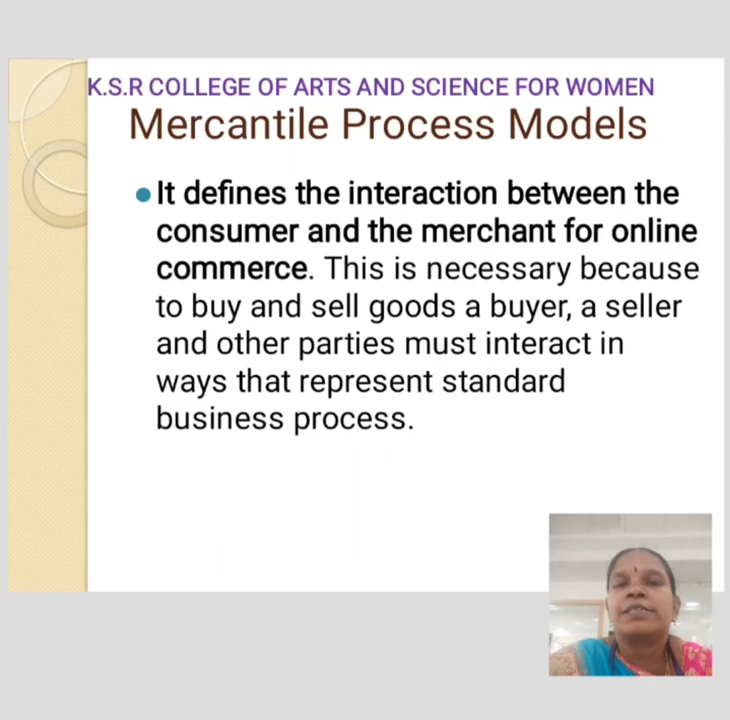 K.S.R COLLEGE OF ARTS AND SCIENCE FOR WOMEN
Mercantile Process Models
It defines the interaction between the
consumer and the merchant for online
commerce. This is necessary because
to buy and sell goods a buyer, a seller
and other parties must interact in
ways that represent standard
business process.